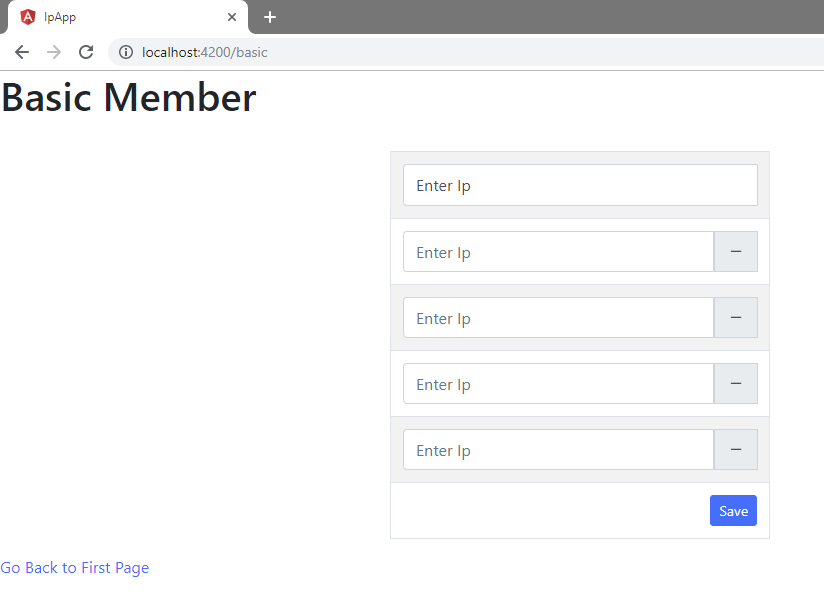 IpApp
localhost:4200/basic
Basic Member
Enter Ip
Enter Ip
Enter Ip
Enter Ip
Enter Ip
Save
Go Back to First Page